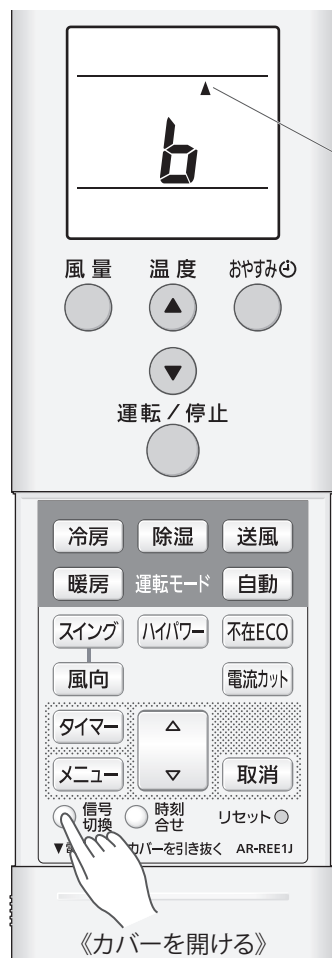 b
風量 温度 おやすみ
運転/停止
冷房 除湿 送風
暖房 運転モード 自動
スイング ハイパワー 不在ECO
風向 電流カット
タイマー
メニュー 取消
信号切換 時刻合せ リセット
カバーを引き抜く AR-REE1J
《カバーを開ける》